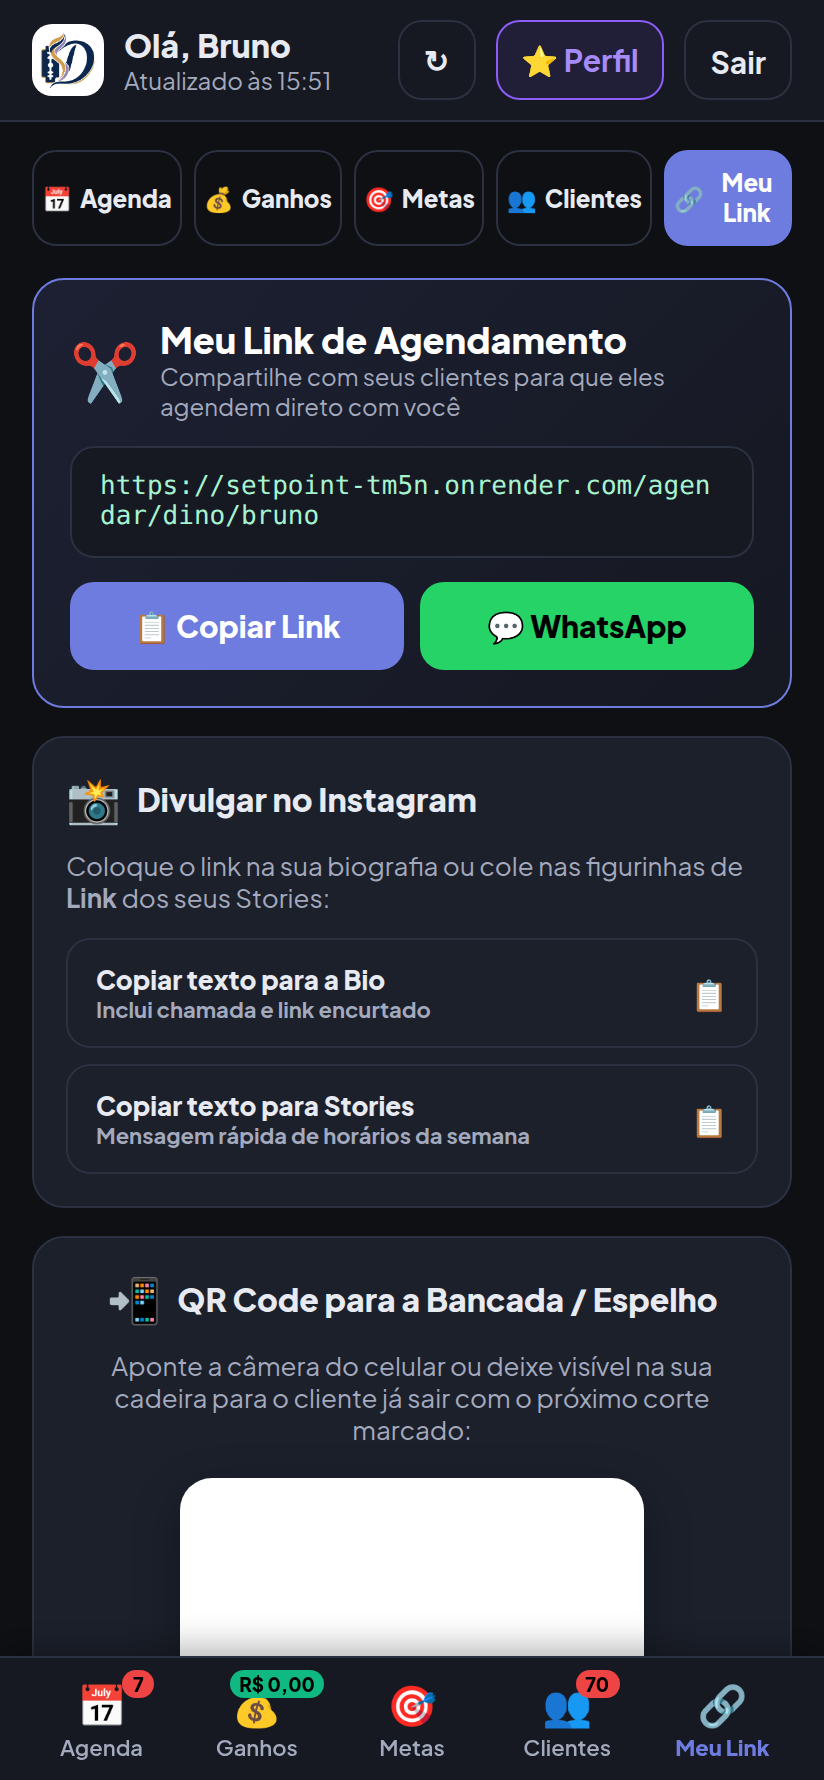 Olá, Bruno
Atualizado às 15:51
↻
⭐ Perfil
Sair
📅 Agenda
💰 Ganhos
🎯 Metas
👥 Clientes
🔗 Meu
Link
Meu Link de Agendamento
Compartilhe com seus clientes para que eles
agendem direto com você
https://setpoint-tm5n.onrender.com/agen
dar/dino/bruno
📋 Copiar Link
💬 WhatsApp
📸 Divulgar no Instagram
Coloque o link na sua biografia ou cole nas figurinhas de
Link dos seus Stories:
Copiar texto para a Bio
Inclui chamada e link encurtado
Copiar texto para Stories
Mensagem rápida de horários da semana
📲 QR Code para a Bancada / Espelho
Aponte a câmera do celular ou deixe visível na sua
cadeira para o cliente já sair com o próximo corte
marcado:
7
R$ 0,00
70
July
17
Agenda
Ganhos
Metas
Clientes
Meu Link